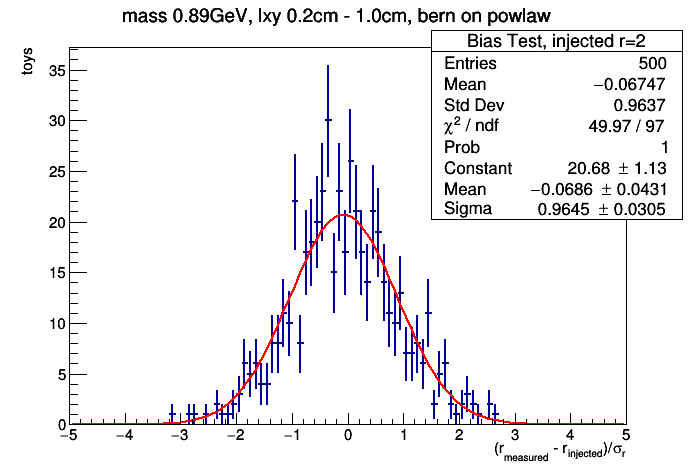 mass 0.89GeV, lxy 0.2cm - 1.0cm, bern on powlaw
Bias Test, injected r=2
Entries 500
Mean −0.06747
Std Dev 0.9637
χ² / ndf 49.97 / 97
Prob 1
Constant 20.68 ± 1.13
Mean −0.0686 ± 0.0431
Sigma 0.9645 ± 0.0305
toys
35
30
25
20
15
10
5
0
−5 −4 −3 −2 −1 0 1 2 3 4 5
(r_measured - r_injected)/σ_r